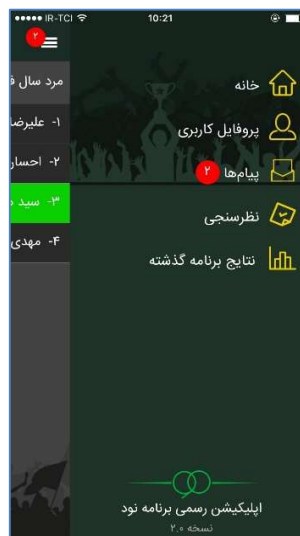 IR-TCI 10:21
۲
مرد سال
۱- علیرضا
۲- احسان
۳- سید
۴- مهدی
خانه
پروفایل کاربری
پیام‌ها ۲
نظرسنجی
نتایج برنامه گذشته
اپلیکیشن رسمی برنامه نود
نسخه ۲.۰